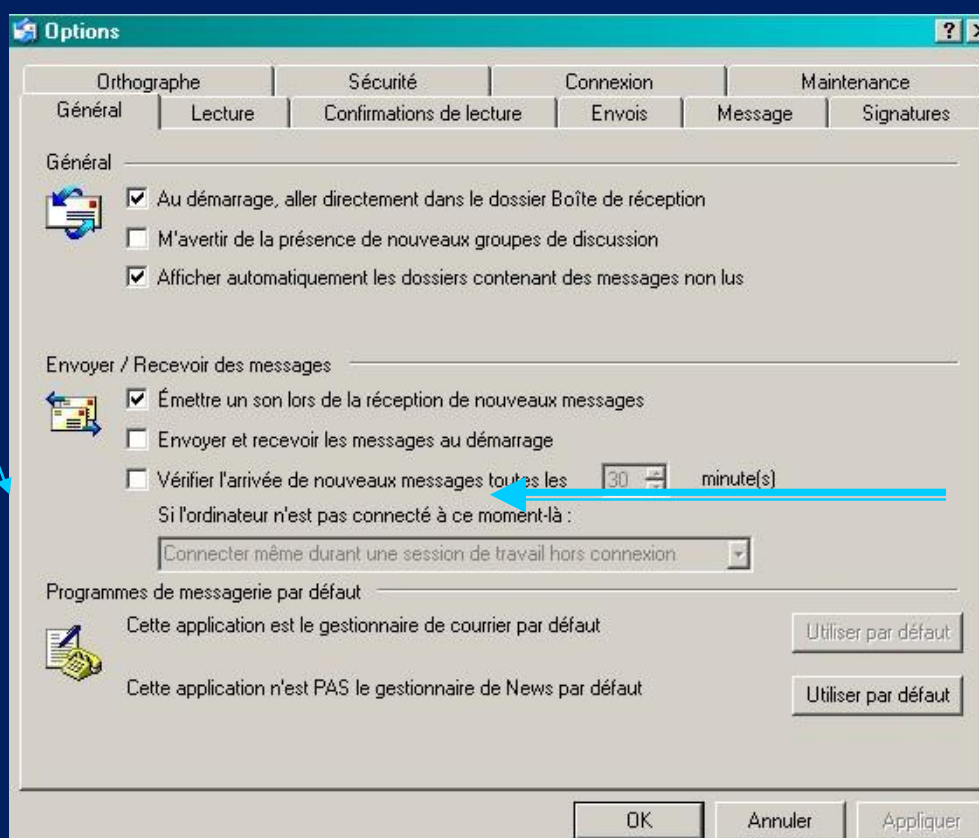 Options
Orthographe Sécurité Connexion Maintenance
Général Lecture Confirmations de lecture Envois Message Signatures
Général
Au démarrage, aller directement dans le dossier Boîte de réception
M'avertir de la présence de nouveaux groupes de discussion
Afficher automatiquement les dossiers contenant des messages non lus
Envoyer / Recevoir des messages
Émettre un son lors de la réception de nouveaux messages
Envoyer et recevoir les messages au démarrage
Vérifier l'arrivée de nouveaux messages toutes les 30 minute(s)
Si l'ordinateur n'est pas connecté à ce moment-là :
Connecter même durant une session de travail hors connexion
Programmes de messagerie par défaut
Cette application est le gestionnaire de courrier par défaut Utiliser par défaut
Cette application n'est PAS le gestionnaire de News par défaut Utiliser par défaut
OK Annuler Appliquer